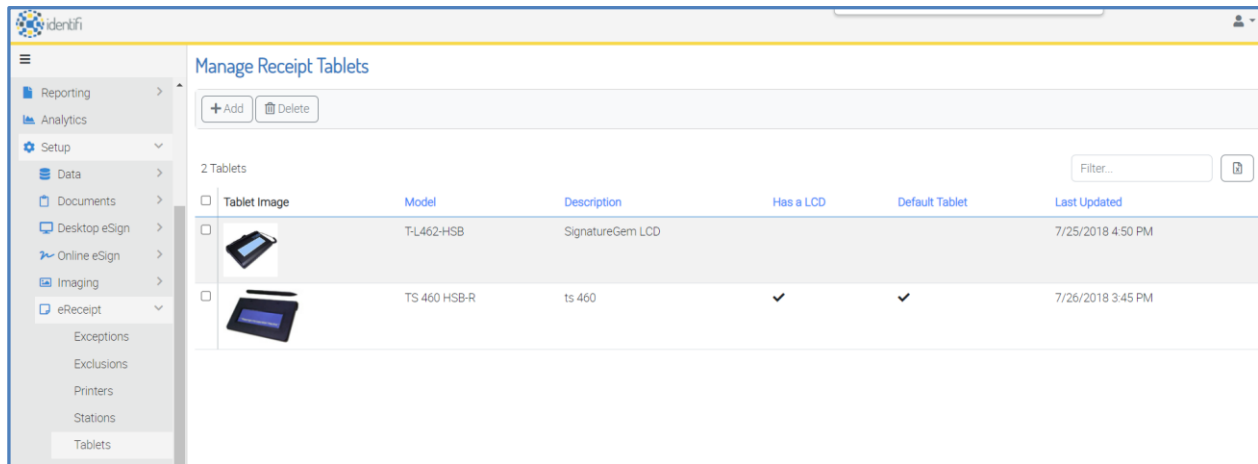 identifi
Manage Receipt Tablets
Reporting
Analytics
Setup
Data
Documents
Desktop eSign
Online eSign
Imaging
eReceipt
Exceptions
Exclusions
Printers
Stations
Tablets
Add Delete
2 Tablets Filter...
Tablet Image Model Description Has a LCD Default Tablet Last Updated
T-L462-HSB SignatureGem LCD 7/25/2018 4:50 PM
TS 460 HSB-R ts 460 7/26/2018 3:45 PM